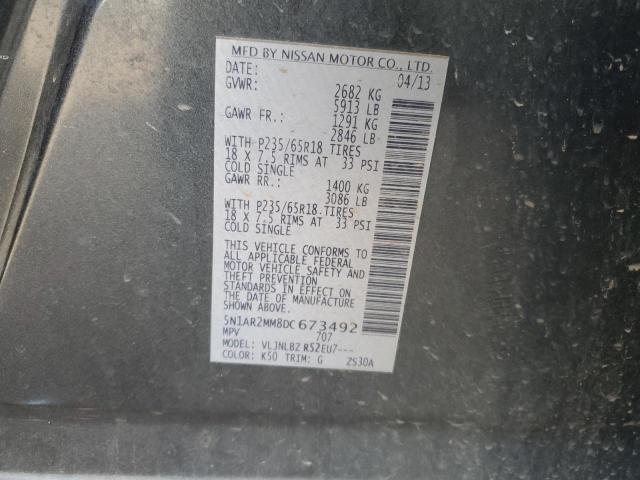 MFD BY NISSAN MOTOR CO., LTD.
DATE: 04/13
GVWR: 2682 KG
5913 LB
GAWR FR.: 1291 KG
2846 LB
WITH P235/65R18 TIRES
18 X 7.5 RIMS AT 33 PSI
COLD SINGLE
GAWR RR.: 1400 KG
3086 LB
WITH P235/65R18 TIRES
18 X 7.5 RIMS AT 33 PSI
COLD SINGLE
THIS VEHICLE CONFORMS TO
ALL APPLICABLE FEDERAL
MOTOR VEHICLE SAFETY AND
THEFT PREVENTION
STANDARDS IN EFFECT ON
THE DATE OF MANUFACTURE
SHOWN ABOVE.
5N1AR2MM8DC673492
MPV 707
MODEL: VLJNLBZ R52EU7---
COLOR: K50 TRIM: G ZS30A